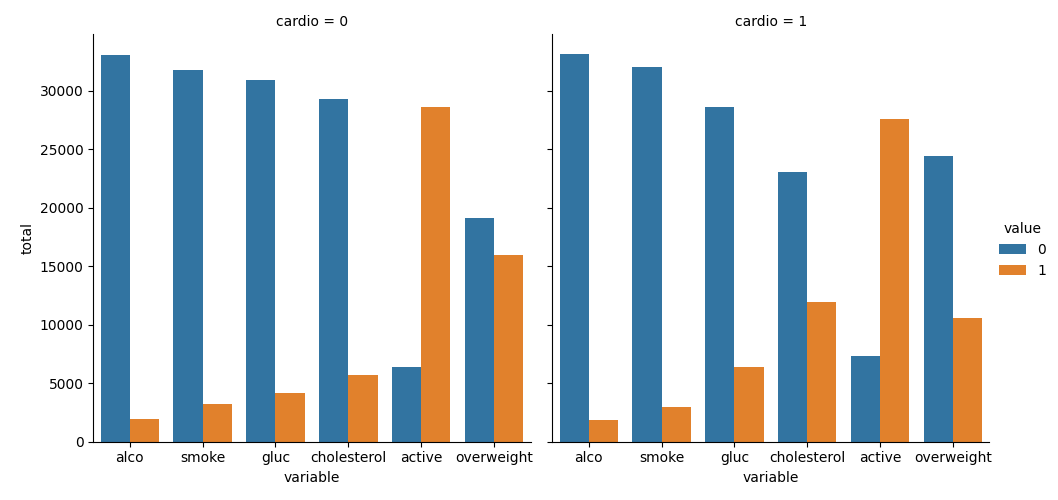 cardio = 0
cardio = 1
total
30000
25000
20000
15000
10000
5000
0
alco smoke gluc cholesterol active overweight
variable
alco smoke gluc cholesterol active overweight
variable
value
0
1